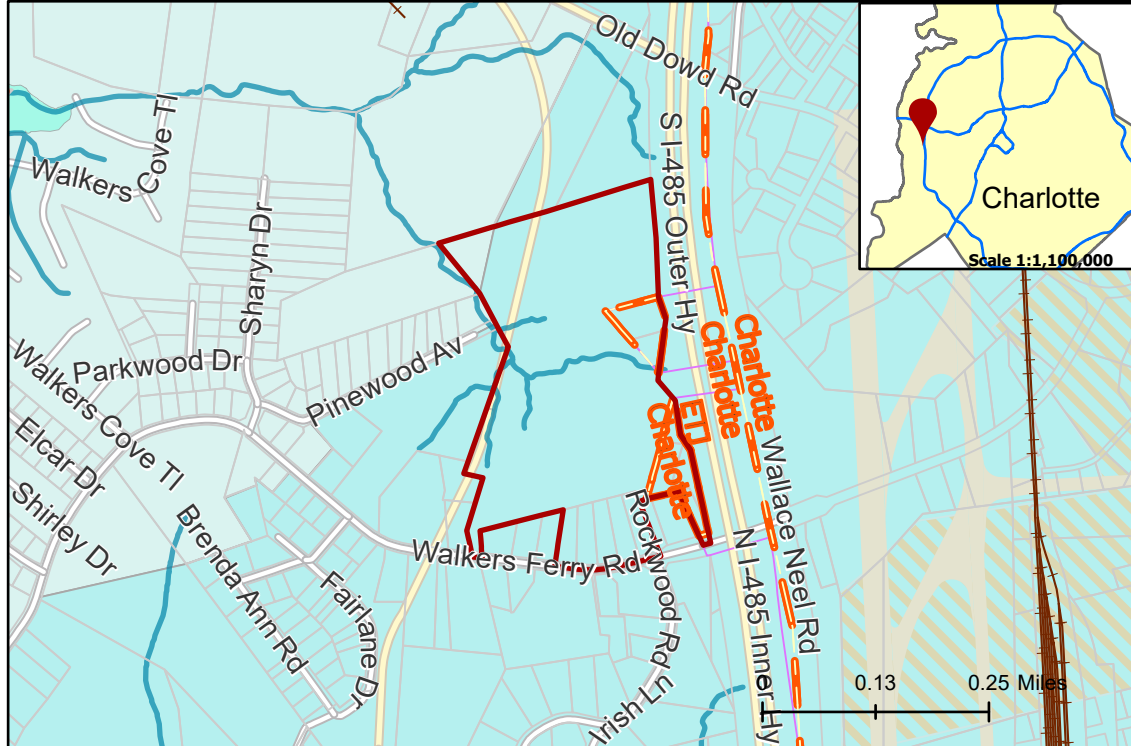 Old Dowd Rd
Charlotte
Scale 1:1,100,000
Walkers Cove Tl
S I-485 Outer Hy
Sharyn Dr
Parkwood Dr
Pinewood Av
Walkers Cove Tl
Elcar Dr
Shirley Dr
Charlotte
Charlotte
ETJ
Charlotte
Wallace Neel Rd
Brenda Ann Rd
Fairlane Dr
Walkers Ferry Rd
Rockwood Rd
Irish Ln
N I-485 Inner Hy
0.13
0.25 Miles